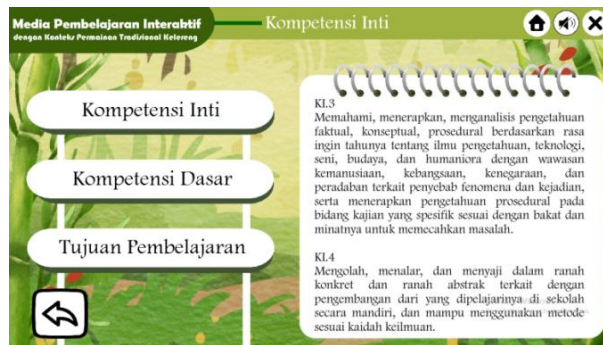 Media Pembelajaran Interaktif
dengan Konteks Permainan Tradisional Kelereng
Kompetensi Inti
Kompetensi Inti
Kompetensi Dasar
Tujuan Pembelajaran
KI.3
Memahami, menerapkan, menganalisis pengetahuan
faktual, konseptual, prosedural berdasarkan rasa
ingin tahunya tentang ilmu pengetahuan, teknologi,
seni, budaya, dan humaniora dengan wawasan
kemanusiaan, kebangsaan, kenegaraan, dan
peradaban terkait penyebab fenomena dan kejadian,
serta menerapkan pengetahuan prosedural pada
bidang kajian yang spesifik sesuai dengan bakat dan
minatnya untuk memecahkan masalah.
KI.4
Mengolah, menalar, dan menyaji dalam ranah
konkret dan ranah abstrak terkait dengan
pengembangan dari yang dipelajarinya di sekolah
secara mandiri, dan mampu menggunakan metode
sesuai kaidah keilmuan.